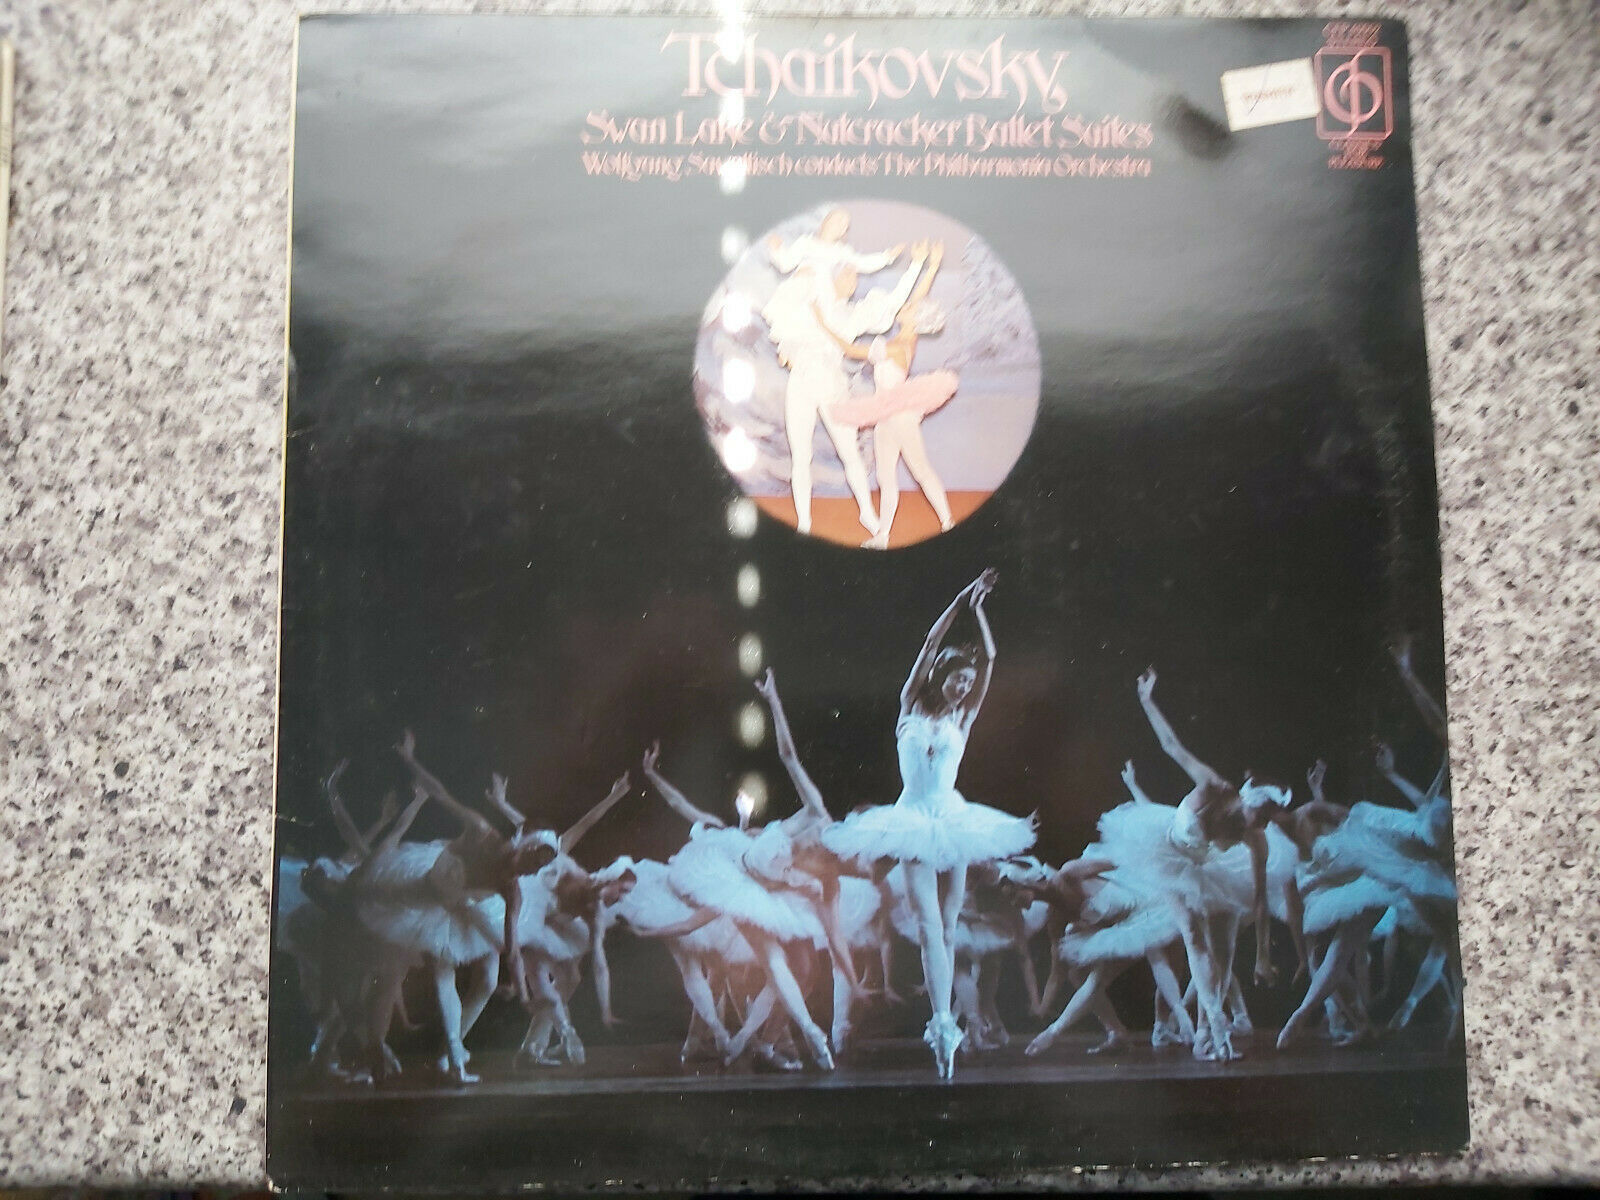 Tchaikovsky
Swan Lake & Nutcracker Ballet Suites
Wolfgang Sawallisch conducts The Philharmonia Orchestra